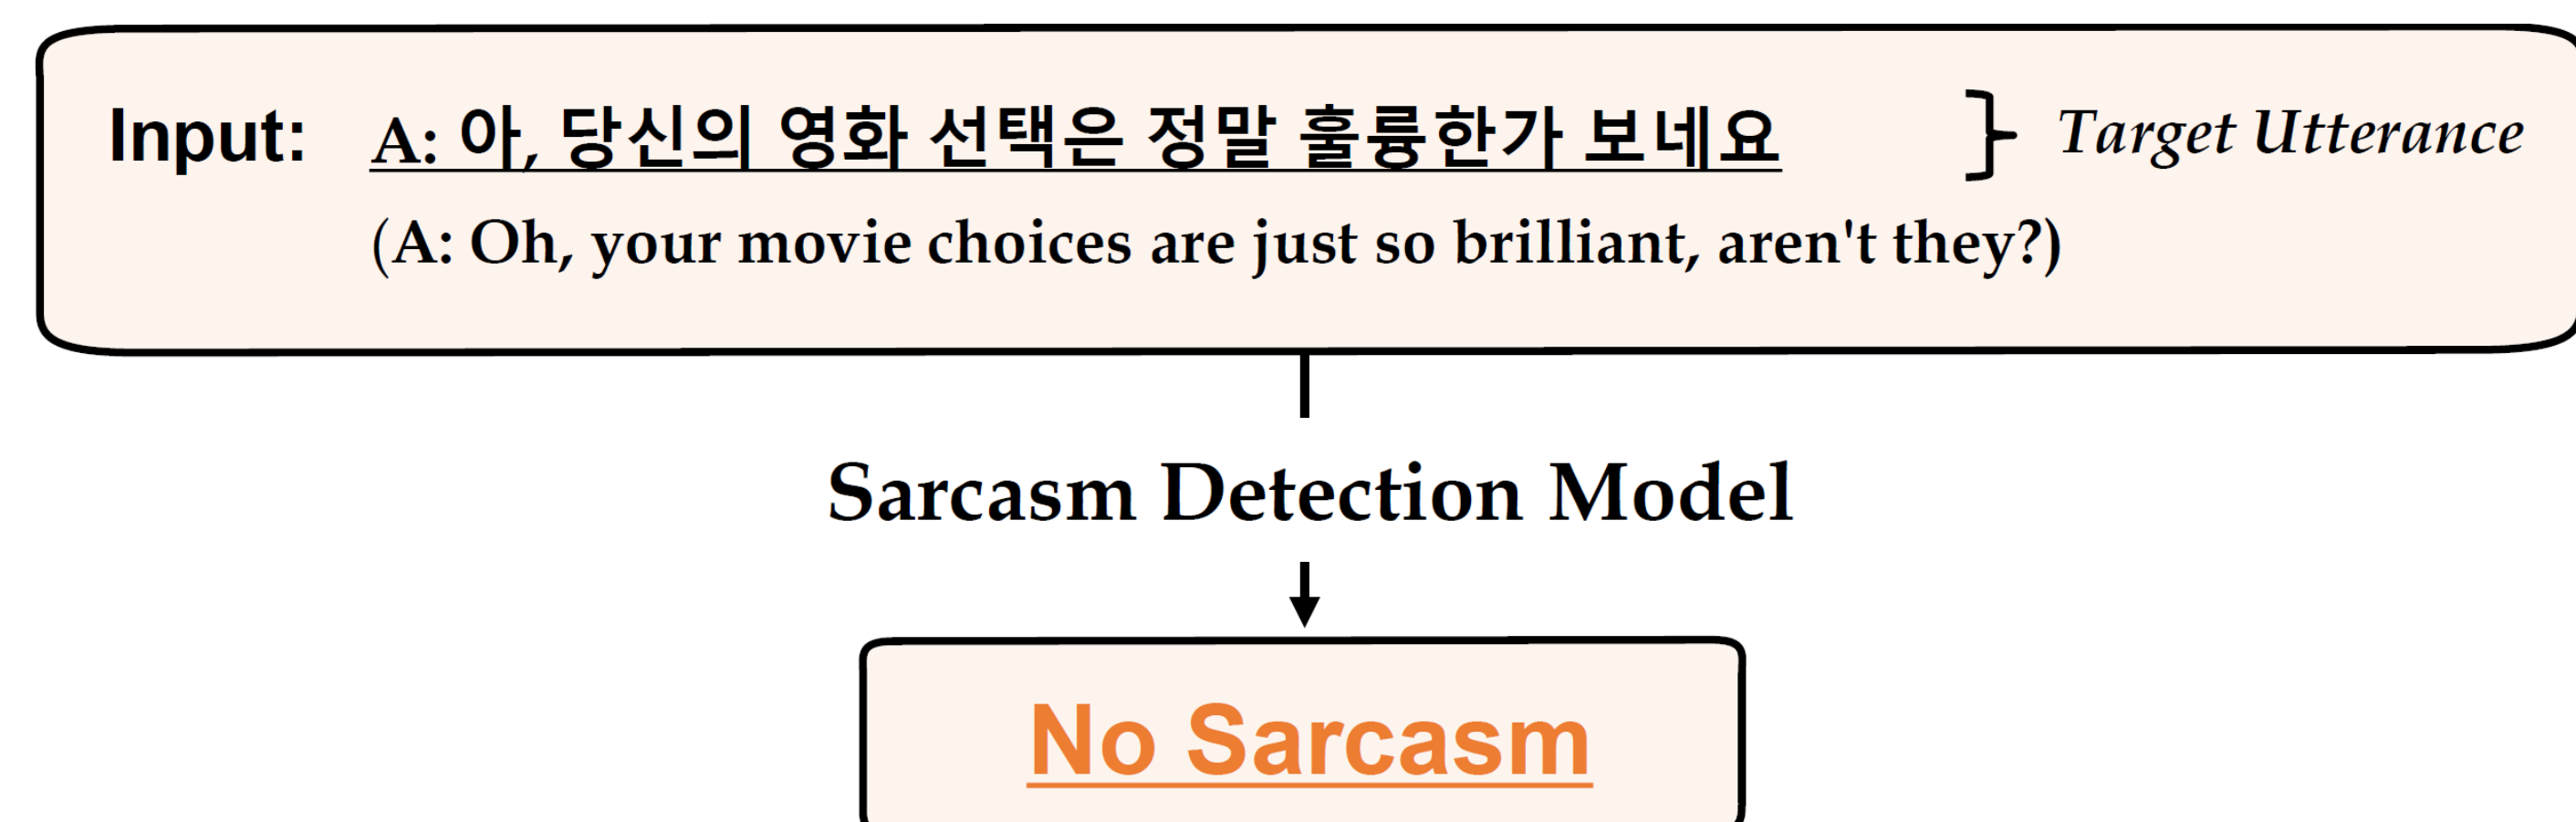 Input: A: 아, 당신의 영화 선택은 정말 훌륭한가 보네요 Target Utterance
(A: Oh, your movie choices are just so brilliant, aren't they?)
Sarcasm Detection Model
No Sarcasm